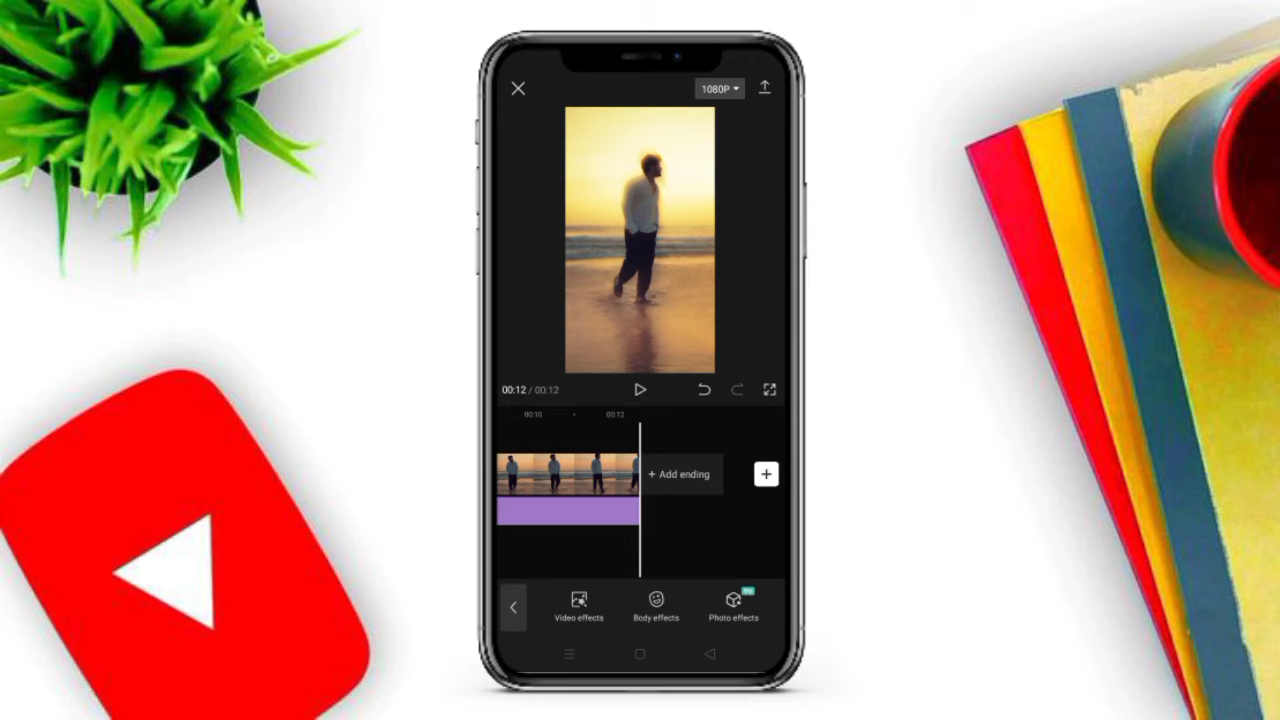 1080P
00:12 / 00:12
00:10
00:12
+ Add ending
Video effects
Body effects
Photo effects